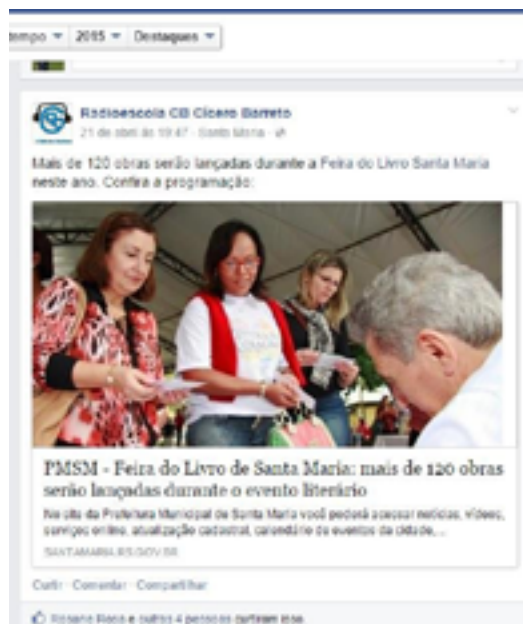 tempo 2015 Destaques
Radioescola CB Cícero Barreto
21 de abril às 19:47 · Santa Maria ·
Mais de 120 obras serão lançadas durante a Feira do Livro Santa Maria
neste ano. Confira a programação:
PMSM - Feira do Livro de Santa Maria: mais de 120 obras
serão lançadas durante o evento literário
No site da Prefeitura Municipal de Santa Maria você poderá acessar notícias, vídeos,
serviços online, atualização cadastral, calendário de eventos da cidade,...
SANTAMARIA.RS.GOV.BR
Curtir · Comentar · Compartilhar
Rosana Rosa e outras 4 pessoas curtiram isso.